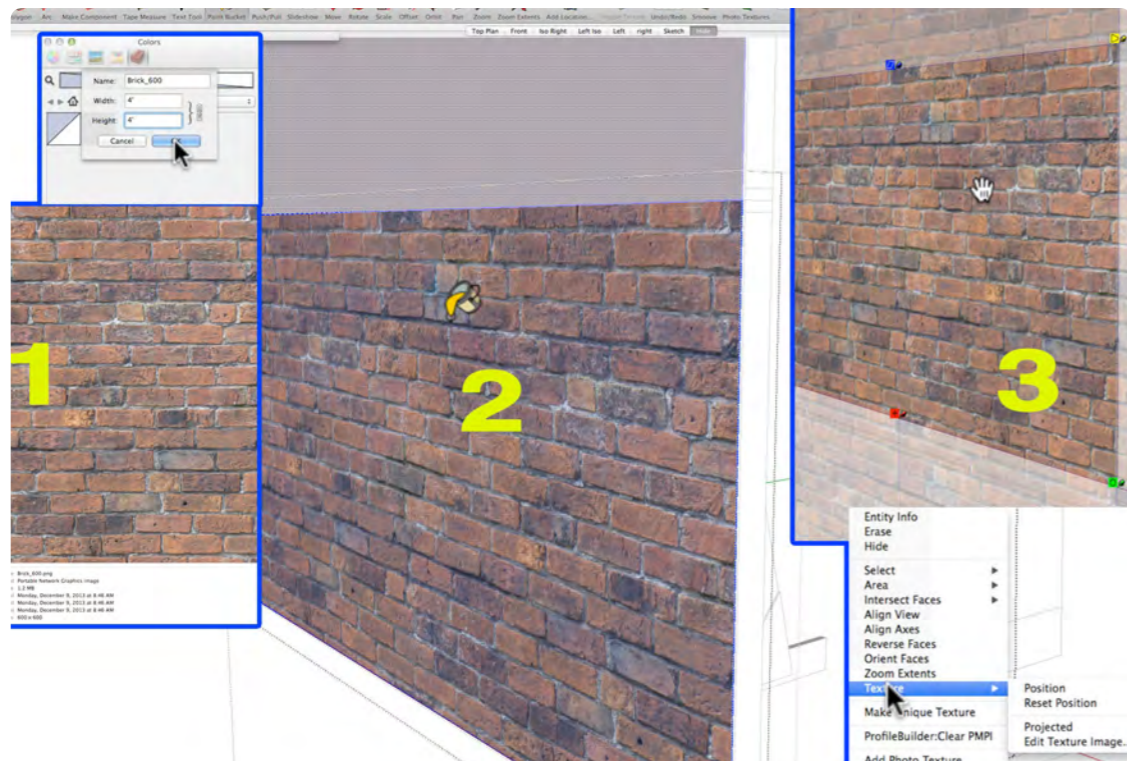 olygon Arc Make Component Tape Measure Text Tool Paint Bucket Push/Pull Slideshow Move Rotate Scale Offset Orbit Pan Zoom Zoom Extents Add Location... Undo/Redo Photo Textures
Top Plan Front Iso Right Left Iso Left right Sketch Hide
Colors
Name: Brick_600
Width: 4'
Height: 4'
Cancel
1
2
3
Brick_600.png
Portable Network Graphics image
1.2 MB
Monday, December 9, 2013 at 8:46 AM
Monday, December 9, 2013 at 8:46 AM
Monday, December 9, 2013 at 8:46 AM
600 x 600
Entity Info
Erase
Hide
Select
Area
Intersect Faces
Align View
Align Axes
Reverse Faces
Orient Faces
Zoom Extents
Texture
Position
Reset Position
Make Unique Texture
Projected
ProfileBuilder:Clear PMPI
Edit Texture Image...
Add Photo Texture